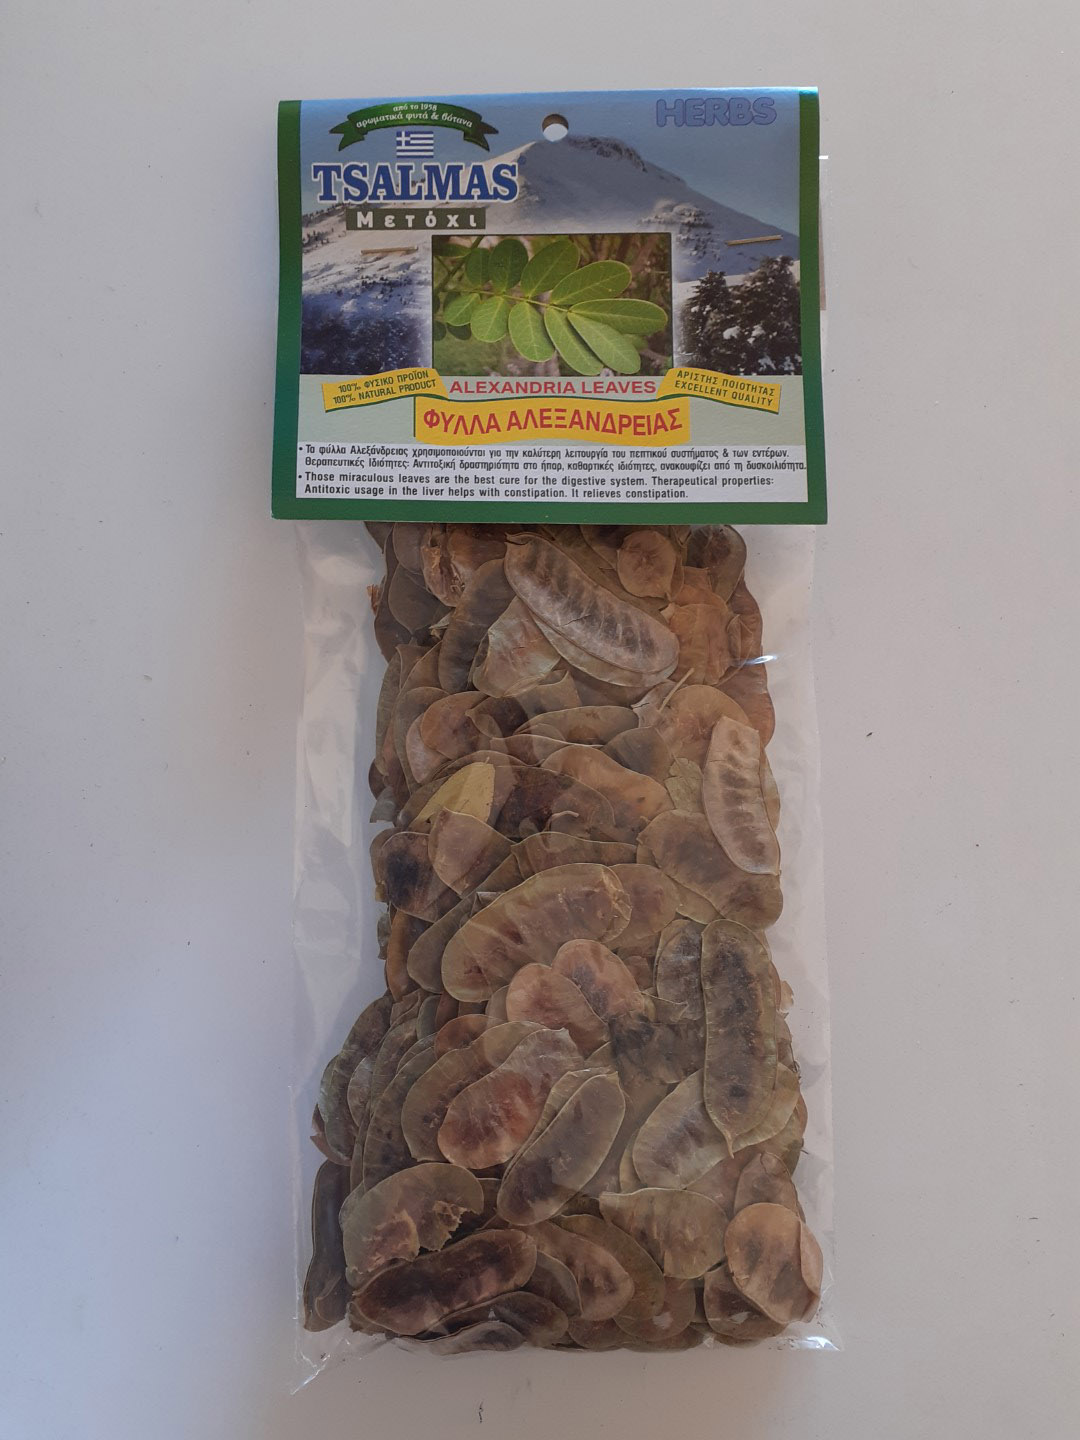 από το 1958
αρωματικά φυτά & βότανα
HERBS
TSALMAS
Μετόχι
100% ΦΥΣΙΚΟ ΠΡΟΪΟΝ
100% NATURAL PRODUCT
ALEXANDRIA LEAVES
ΑΡΙΣΤΗΣ ΠΟΙΟΤΗΤΑΣ
EXCELLENT QUALITY
ΦΥΛΛΑ ΑΛΕΞΑΝΔΡΕΙΑΣ
• Τα φύλλα Αλεξάνδρειας χρησιμοποιούνται για την καλύτερη λειτουργία του πεπτικού συστήματος & των εντέρων.
Θεραπευτικές Ιδιότητες: Αντιτοξική δραστηριότητα στο ήπαρ, καθαρτικές ιδιότητες, ανακουφίζει από τη δυσκοιλιότητα.
• Those miraculous leaves are the best cure for the digestive system. Therapeutical properties:
Antitoxic usage in the liver helps with constipation. It relieves constipation.